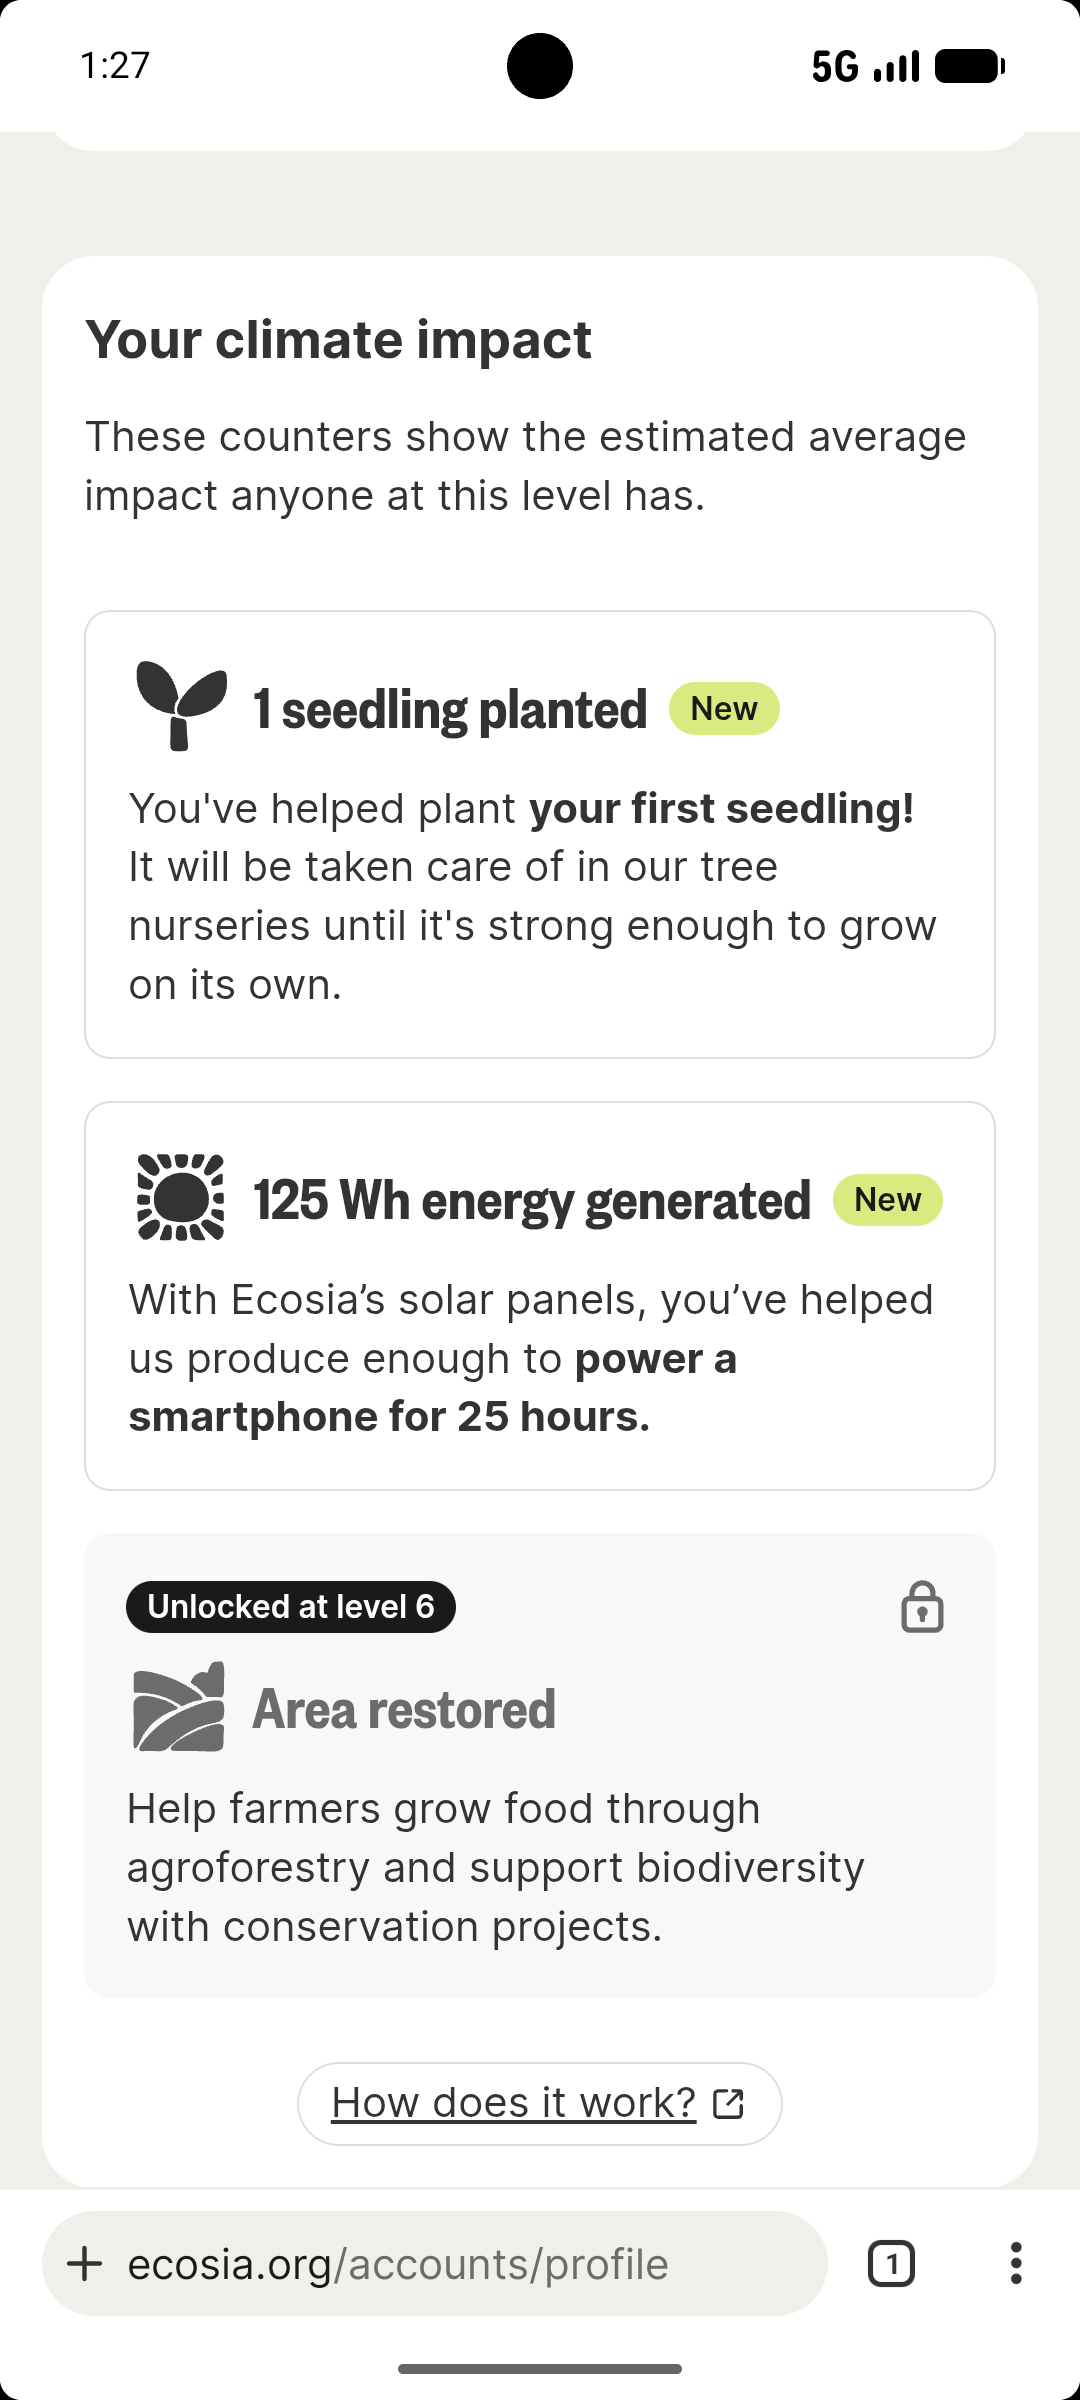 1:27
5G
Your climate impact
These counters show the estimated average
impact anyone at this level has.
1 seedling planted New
You've helped plant your first seedling!
It will be taken care of in our tree
nurseries until it's strong enough to grow
on its own.
125 Wh energy generated New
With Ecosia’s solar panels, you’ve helped
us produce enough to power a
smartphone for 25 hours.
Unlocked at level 6
Area restored
Help farmers grow food through
agroforestry and support biodiversity
with conservation projects.
How does it work?
ecosia.org/accounts/profile
1